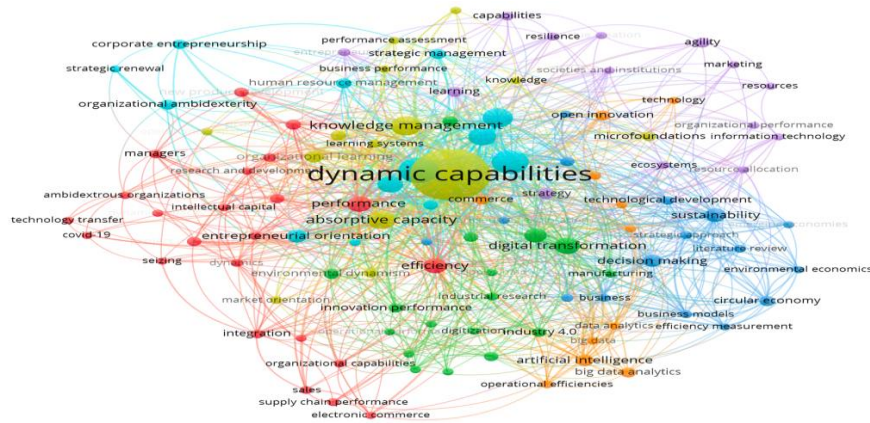 capabilities
corporate entrepreneurship
performance assessment
resilience
agility
strategic management
strategic renewal
business performance
societies and institutions
marketing
human resource management
knowledge
learning
resources
organizational ambidexterity
technology
open innovation
knowledge management
organizational performance
microfoundations
information technology
learning systems
managers
organizational learning
ecosystems
research and development
dynamic capabilities
resource allocation
ambidextrous organizations
strategy
commerce
technological development
intellectual capital
performance
technology transfer
absorptive capacity
sustainability
covid-19
entrepreneurial orientation
strategic approach
digital transformation
literature review
seizing
dynamics
efficiency
decision making
environmental dynamism
manufacturing
environmental economics
market orientation
industrial research
business
circular economy
innovation performance
business models
integration
digitization
industry 4.0
data analytics
efficiency measurement
big data
organizational capabilities
artificial intelligence
big data analytics
sales
operational efficiencies
supply chain performance
electronic commerce